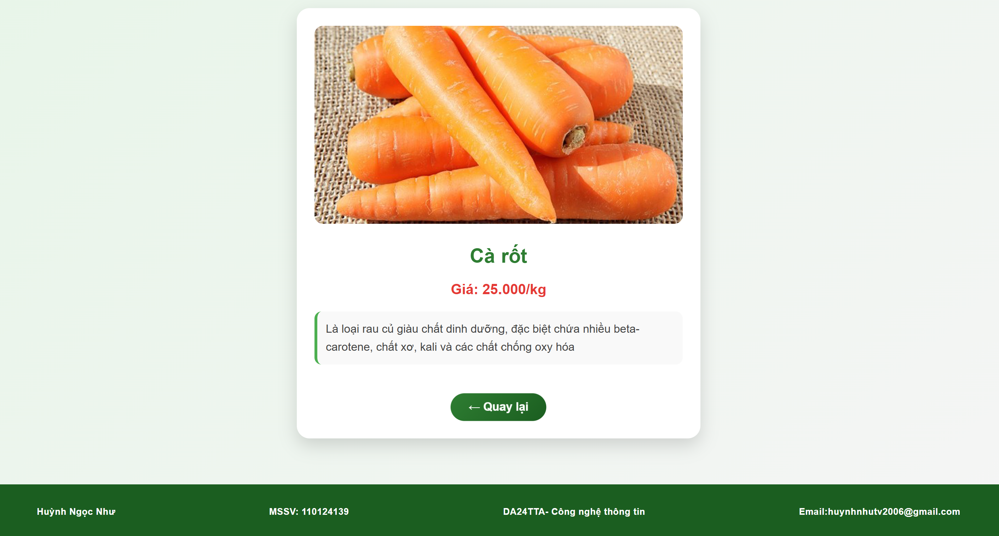 Cà rốt
Giá: 25.000/kg
Là loại rau củ giàu chất dinh dưỡng, đặc biệt chứa nhiều beta-
carotene, chất xơ, kali và các chất chống oxy hóa
← Quay lại
Huỳnh Ngọc Như
MSSV: 110124139
DA24TTA- Công nghệ thông tin
Email:huynhnhutv2006@gmail.com